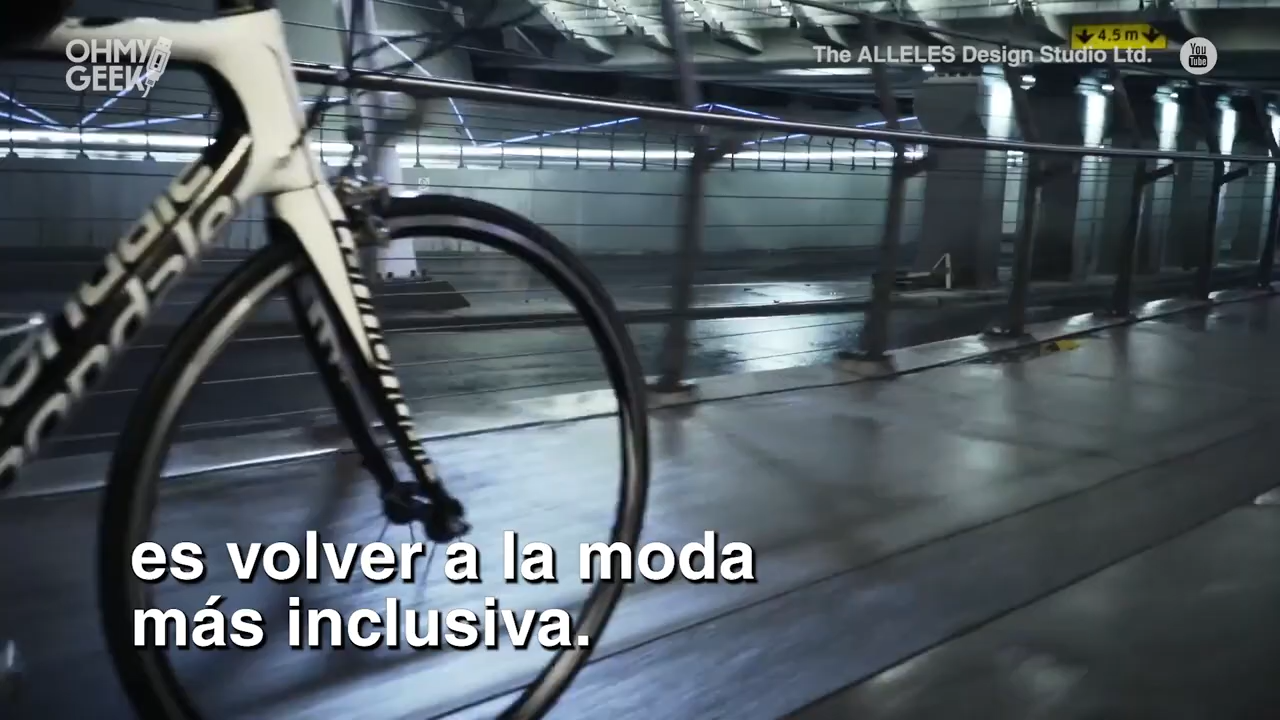 OHMY
GEEK!
The ALLELES Design Studio Ltd.
You
Tube
4.5 m
es volver a la moda
más inclusiva.